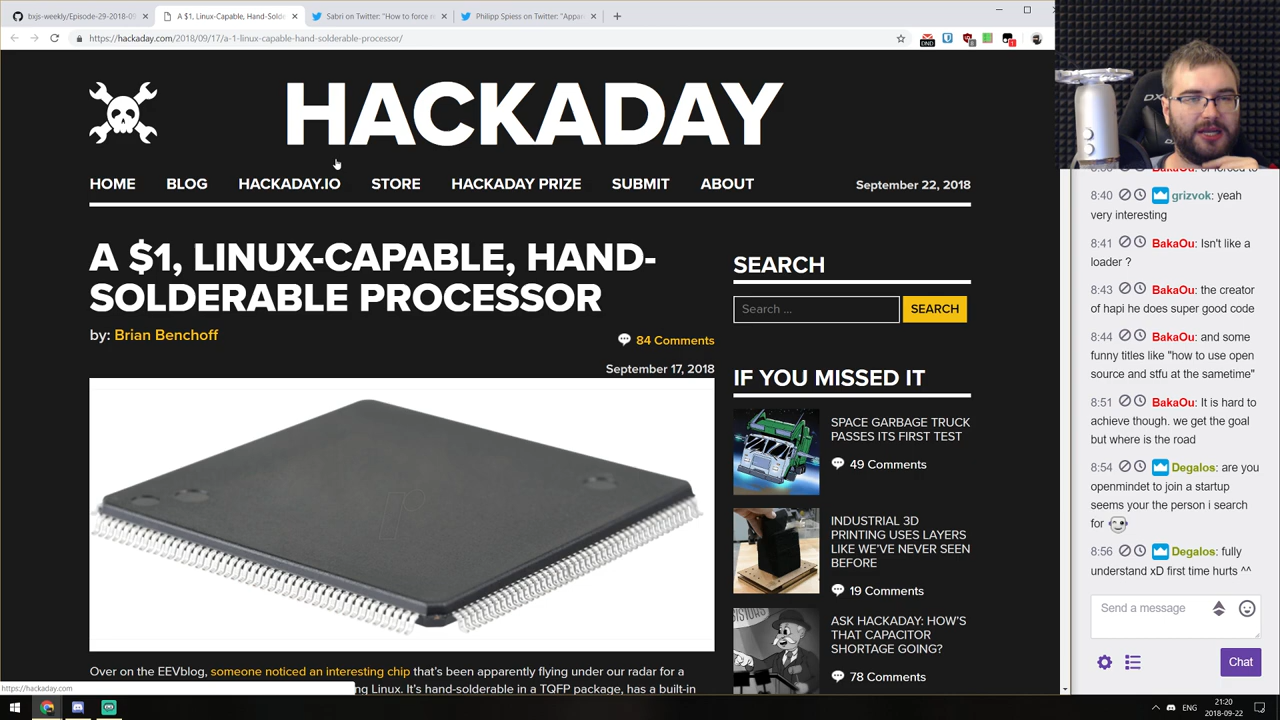 bxjs-weekly/Episode-29-2018-09
A $1, Linux-Capable, Hand-Sold
Sabri on Twitter: "How to force re
Philipp Spiess on Twitter: "Appar
https://hackaday.com/2018/09/17/a-1-linux-capable-hand-solderable-processor/
HACKADAY
HOME BLOG HACKADAY.IO STORE HACKADAY PRIZE SUBMIT ABOUT
September 22, 2018
A $1, LINUX-CAPABLE, HAND-
SOLDERABLE PROCESSOR
by: Brian Benchoff
84 Comments
September 17, 2018
Over on the EEVblog, someone noticed an interesting chip that's been apparently flying under our radar for a
ng Linux. It's hand-solderable in a TQFP package, has a built-in
https://hackaday.com
SEARCH
Search ...
SEARCH
IF YOU MISSED IT
SPACE GARBAGE TRUCK
PASSES ITS FIRST TEST
49 Comments
INDUSTRIAL 3D
PRINTING USES LAYERS
LIKE WE'VE NEVER SEEN
BEFORE
19 Comments
ASK HACKADAY: HOW'S
THAT CAPACITOR
SHORTAGE GOING?
78 Comments
DX
8:40 grizvok: yeah
very interesting
8:41 BakaOu: Isn't like a
loader ?
8:43 BakaOu: the creator
of hapi he does super good code
8:44 BakaOu: and some
funny titles like "how to use open
source and stfu at the sametime"
8:51 BakaOu: It is hard to
achieve though. we get the goal
but where is the road
8:54 Degalos: are you
openmindet to join a startup
seems your the person i search
for
8:56 Degalos: fully
understand xD first time hurts ^^
Send a message
Chat
ENG
21:20
2018-09-22